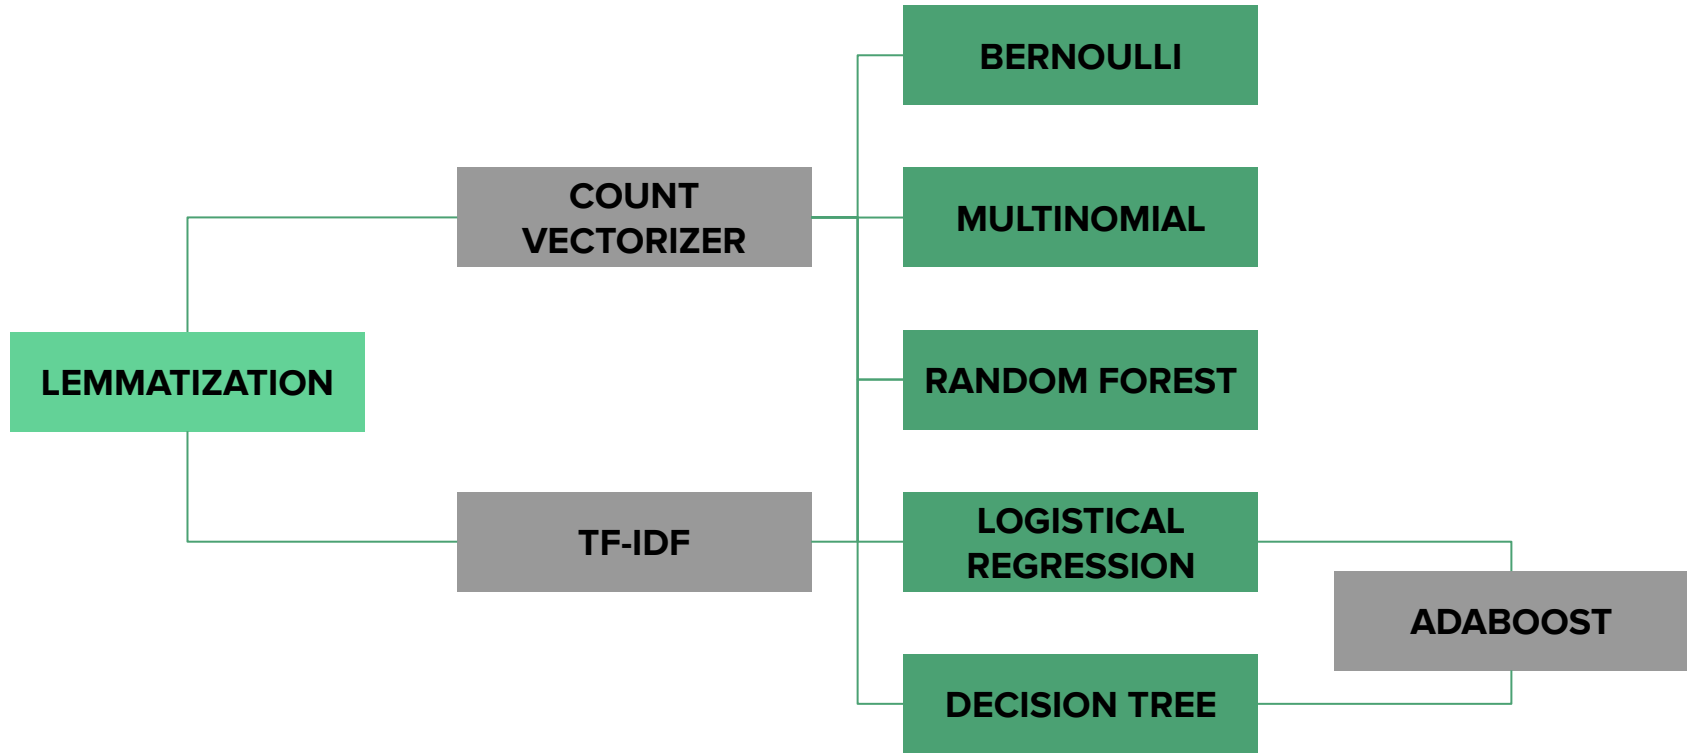 BERNOULLI
COUNT
VECTORIZER
MULTINOMIAL
LEMMATIZATION
RANDOM FOREST
TF-IDF
LOGISTICAL
REGRESSION
ADABOOST
DECISION TREE